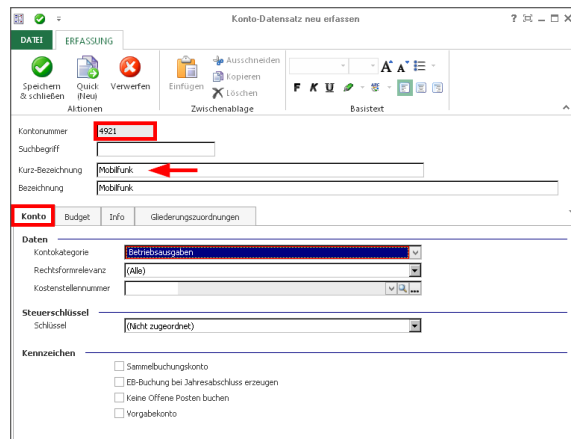 Konto-Datensatz neu erfassen
DATEI ERFASSUNG
Speichern & schließen
Quick (Neu)
Verwerfen
Aktionen
Einfügen
Ausschneiden
Kopieren
Löschen
Zwischenablage
F K U
Basistext
Kontonummer 4921
Suchbegriff
Kurz-Bezeichnung Mobilfunk
Bezeichnung Mobilfunk
Konto Budget Info Gliederungszuordnungen
Daten
Kontokategorie Betriebsausgaben
Rechtsformrelevanz (Alle)
Kostenstellennummer
Steuerschlüssel
Schlüssel (Nicht zugeordnet)
Kennzeichen
Sammelbuchungskonto
EB-Buchung bei Jahresabschluss erzeugen
Keine Offene Posten buchen
Vorgabekonto